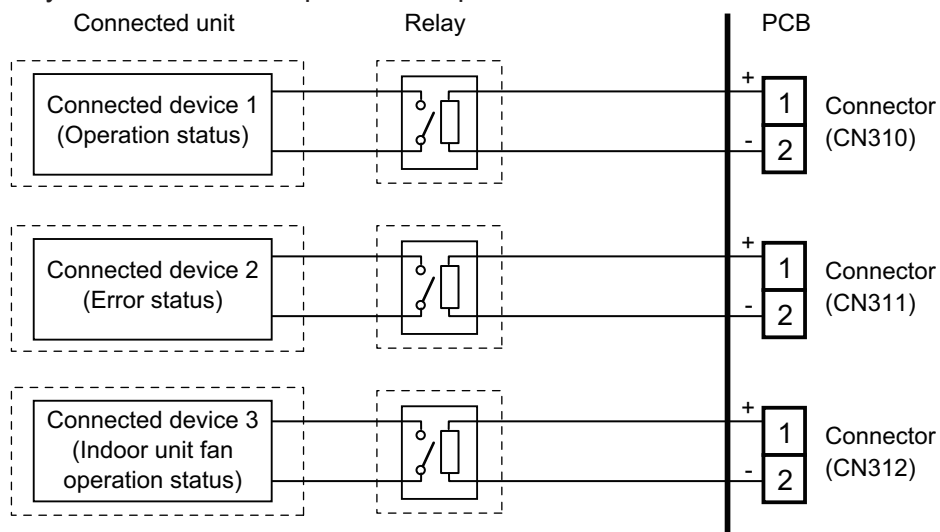 Connected unit
Relay
PCB
Connected device 1
(Operation status)
+
1
-
2
Connector
(CN310)
Connected device 2
(Error status)
+
1
-
2
Connector
(CN311)
Connected device 3
(Indoor unit fan
operation status)
+
1
-
2
Connector
(CN312)